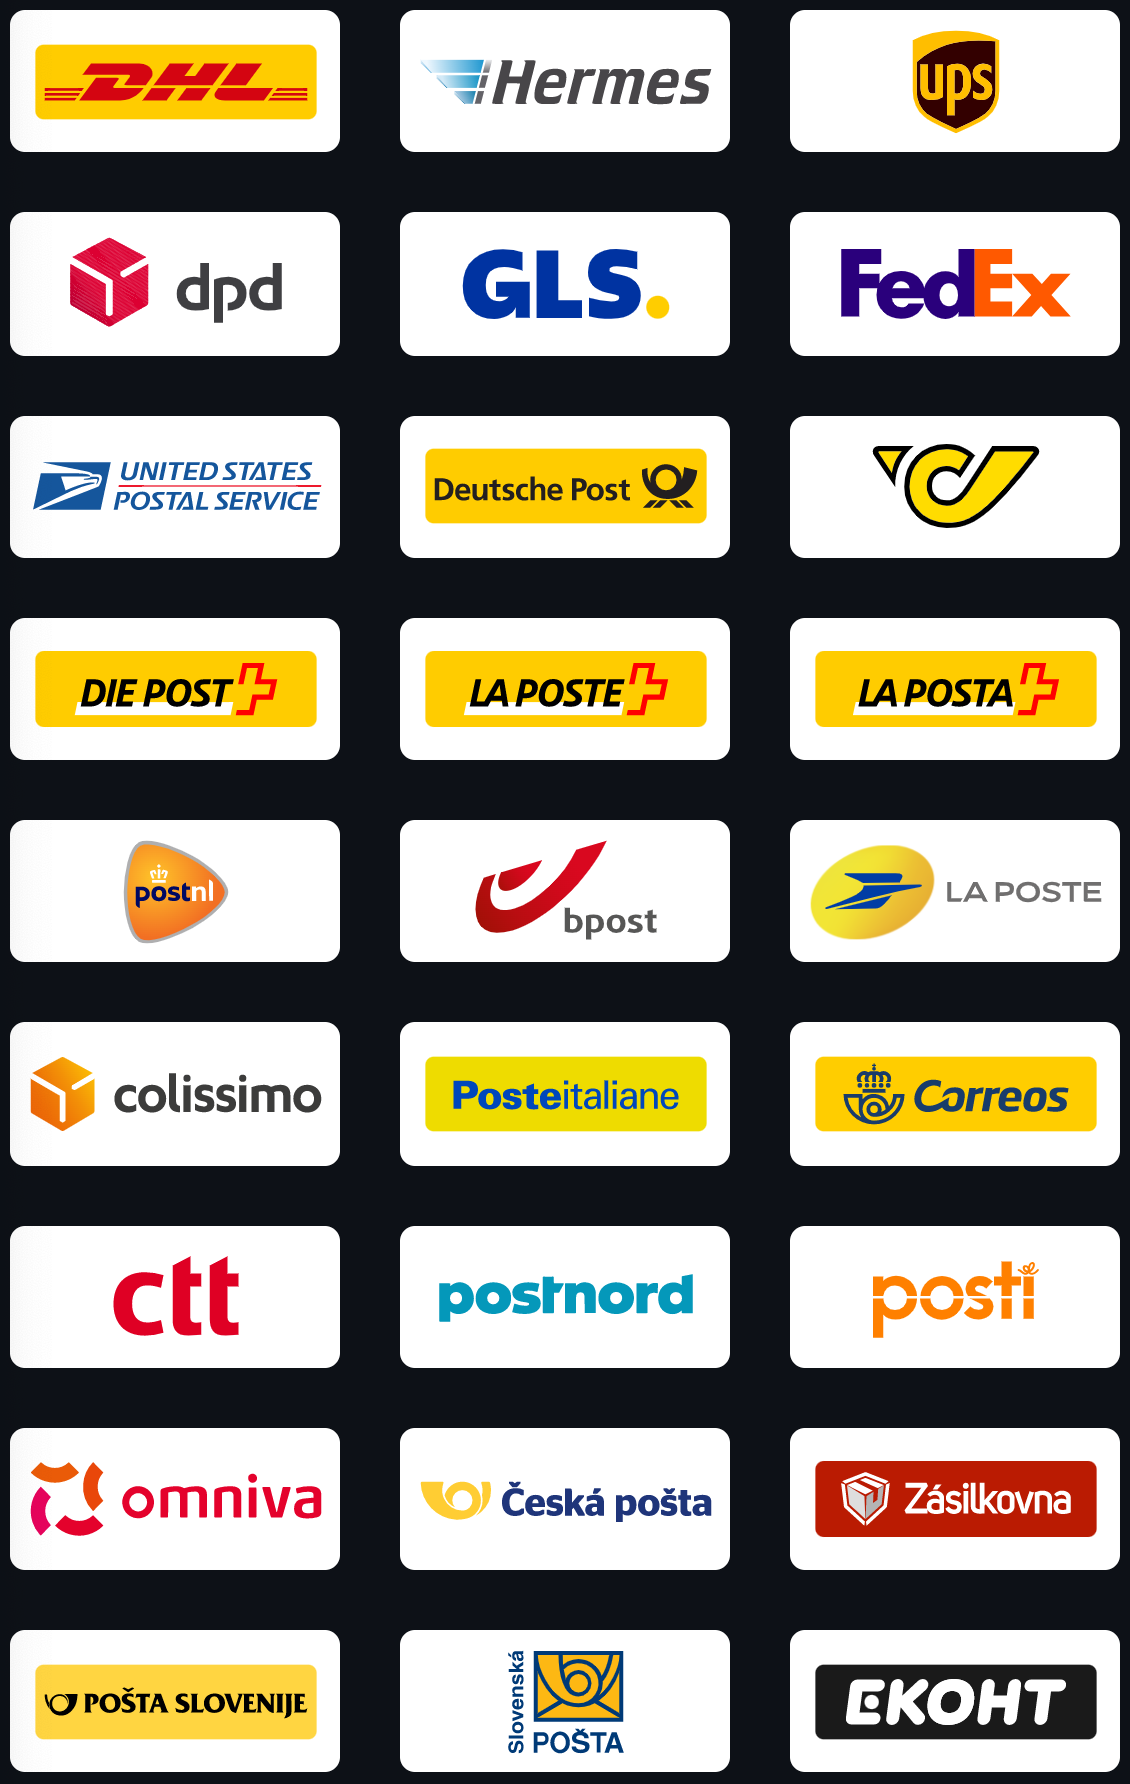 DHL
Hermes
ups
dpd
GLS.
FedEx
UNITED STATES
POSTAL SERVICE
Deutsche Post
DIE POST
LA POSTE
LA POSTA
postnl
bpost
LA POSTE
colissimo
Posteitaliane
Correos
ctt
postnord
posti
omniva
Česká pošta
Zásilkovna
POŠTA SLOVENIJE
Slovenská
POŠTA
ЕКОНТ